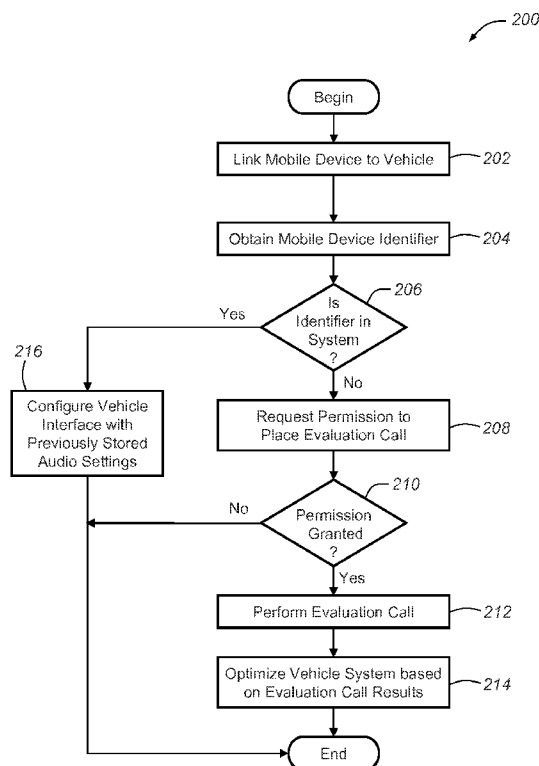 200
Begin
Link Mobile Device to Vehicle
202
Obtain Mobile Device Identifier
204
Is
Identifier in
System
?
206
Yes
No
216
Configure Vehicle
Interface with
Previously Stored
Audio Settings
Request Permission to
Place Evaluation Call
208
Permission
Granted
?
210
No
Yes
Perform Evaluation Call
212
Optimize Vehicle System based
on Evaluation Call Results
214
End